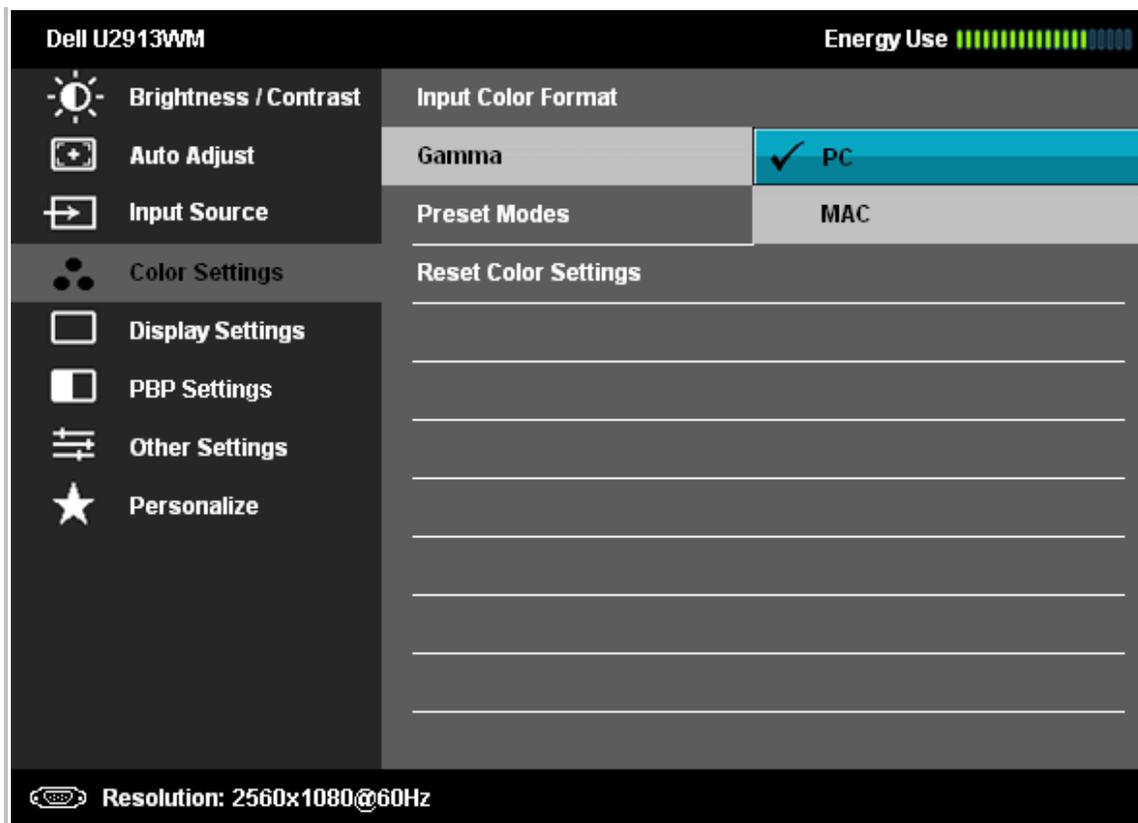 Dell U2913WM Energy Use
Brightness / Contrast Input Color Format
Auto Adjust Gamma PC
Input Source Preset Modes MAC
Color Settings Reset Color Settings
Display Settings
PBP Settings
Other Settings
Personalize
Resolution: 2560x1080@60Hz